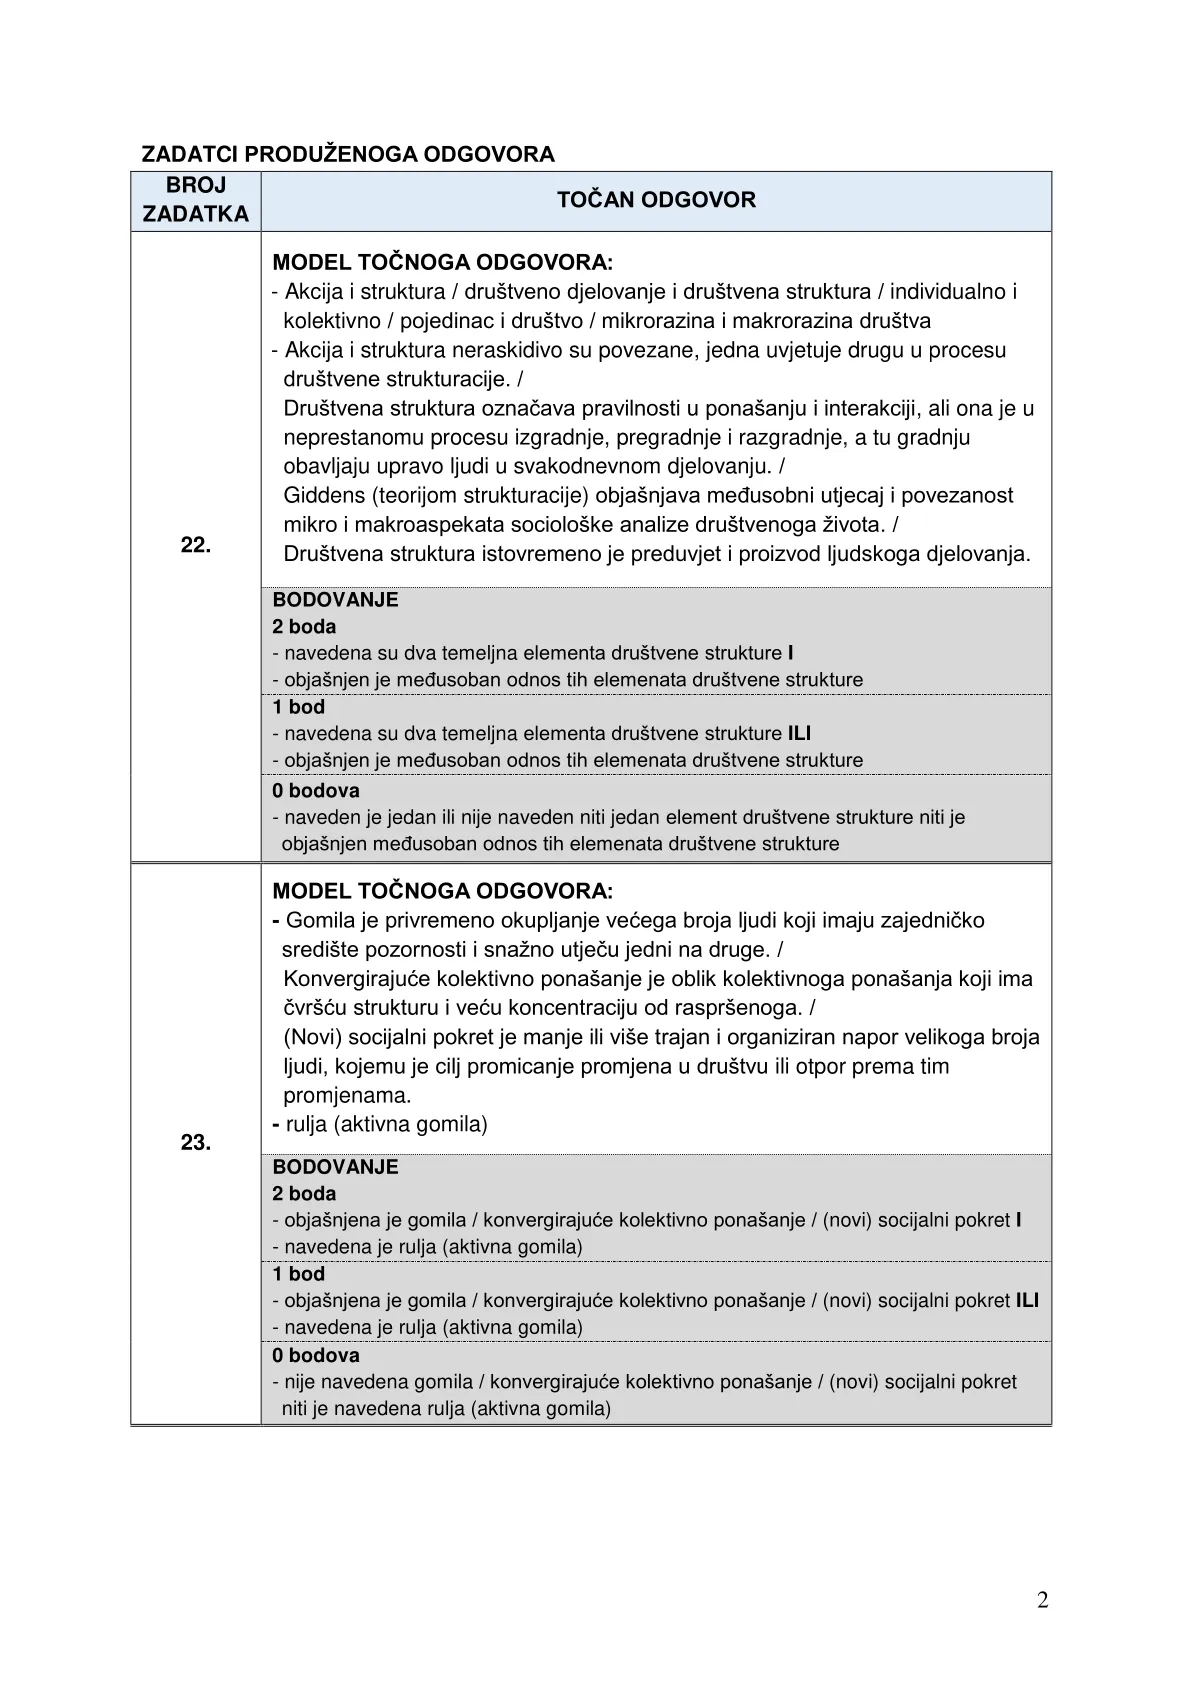 ZADATCI PRODUŽENOGA ODGOVORA
BROJ
ZADATKA
TOČAN ODGOVOR
22.
MODEL TOČNOGA ODGOVORA:
- Akcija i struktura / društveno djelovanje i društvena struktura / individualno i
kolektivno / pojedinac i društvo / mikrorazina i makrorazina društva
- Akcija i struktura neraskidivo su povezane, jedna uvjetuje drugu u procesu
društvene strukturacije. /
Društvena struktura označava pravilnosti u ponašanju i interakciji, ali ona je u
neprestanomu procesu izgradnje, pregradnje i razgradnje, a tu gradnju
obavljaju upravo ljudi u svakodnevnom djelovanju. /
Giddens (teorijom strukturacije) objašnjava međusobni utjecaj i povezanost
mikro i makroaspekata sociološke analize društvenoga života. /
Društvena struktura istovremeno je preduvjet i proizvod ljudskoga djelovanja.
BODOVANJE
2 boda
- navedena su dva temeljna elementa društvene strukture I
- objašnjen je međusoban odnos tih elemenata društvene strukture
1 bod
- navedena su dva temeljna elementa društvene strukture ILI
- objašnjen je međusoban odnos tih elemenata društvene strukture
0 bodova
- naveden je jedan ili nije naveden niti jedan element društvene strukture niti je
objašnjen međusoban odnos tih elemenata društvene strukture
23.
MODEL TOČNOGA ODGOVORA:
- Gomila je privremeno okupljanje većega broja ljudi koji imaju zajedničko
središte pozornosti i snažno utječu jedni na druge. /
Konvergirajuće kolektivno ponašanje je oblik kolektivnoga ponašanja koji ima
čvršću strukturu i veću koncentraciju od raspršenoga. /
(Novi) socijalni pokret je manje ili više trajan i organiziran napor velikoga broja
ljudi, kojemu je cilj promicanje promjena u društvu ili otpor prema tim
promjenama.
- rulja (aktivna gomila)
BODOVANJE
2 boda
- objašnjena je gomila / konvergirajuće kolektivno ponašanje / (novi) socijalni pokret I
- navedena je rulja (aktivna gomila)
1 bod
- objašnjena je gomila / konvergirajuće kolektivno ponašanje / (novi) socijalni pokret ILI
- navedena je rulja (aktivna gomila)
0 bodova
- nije navedena gomila / konvergirajuće kolektivno ponašanje / (novi) socijalni pokret
niti je navedena rulja (aktivna gomila)
2